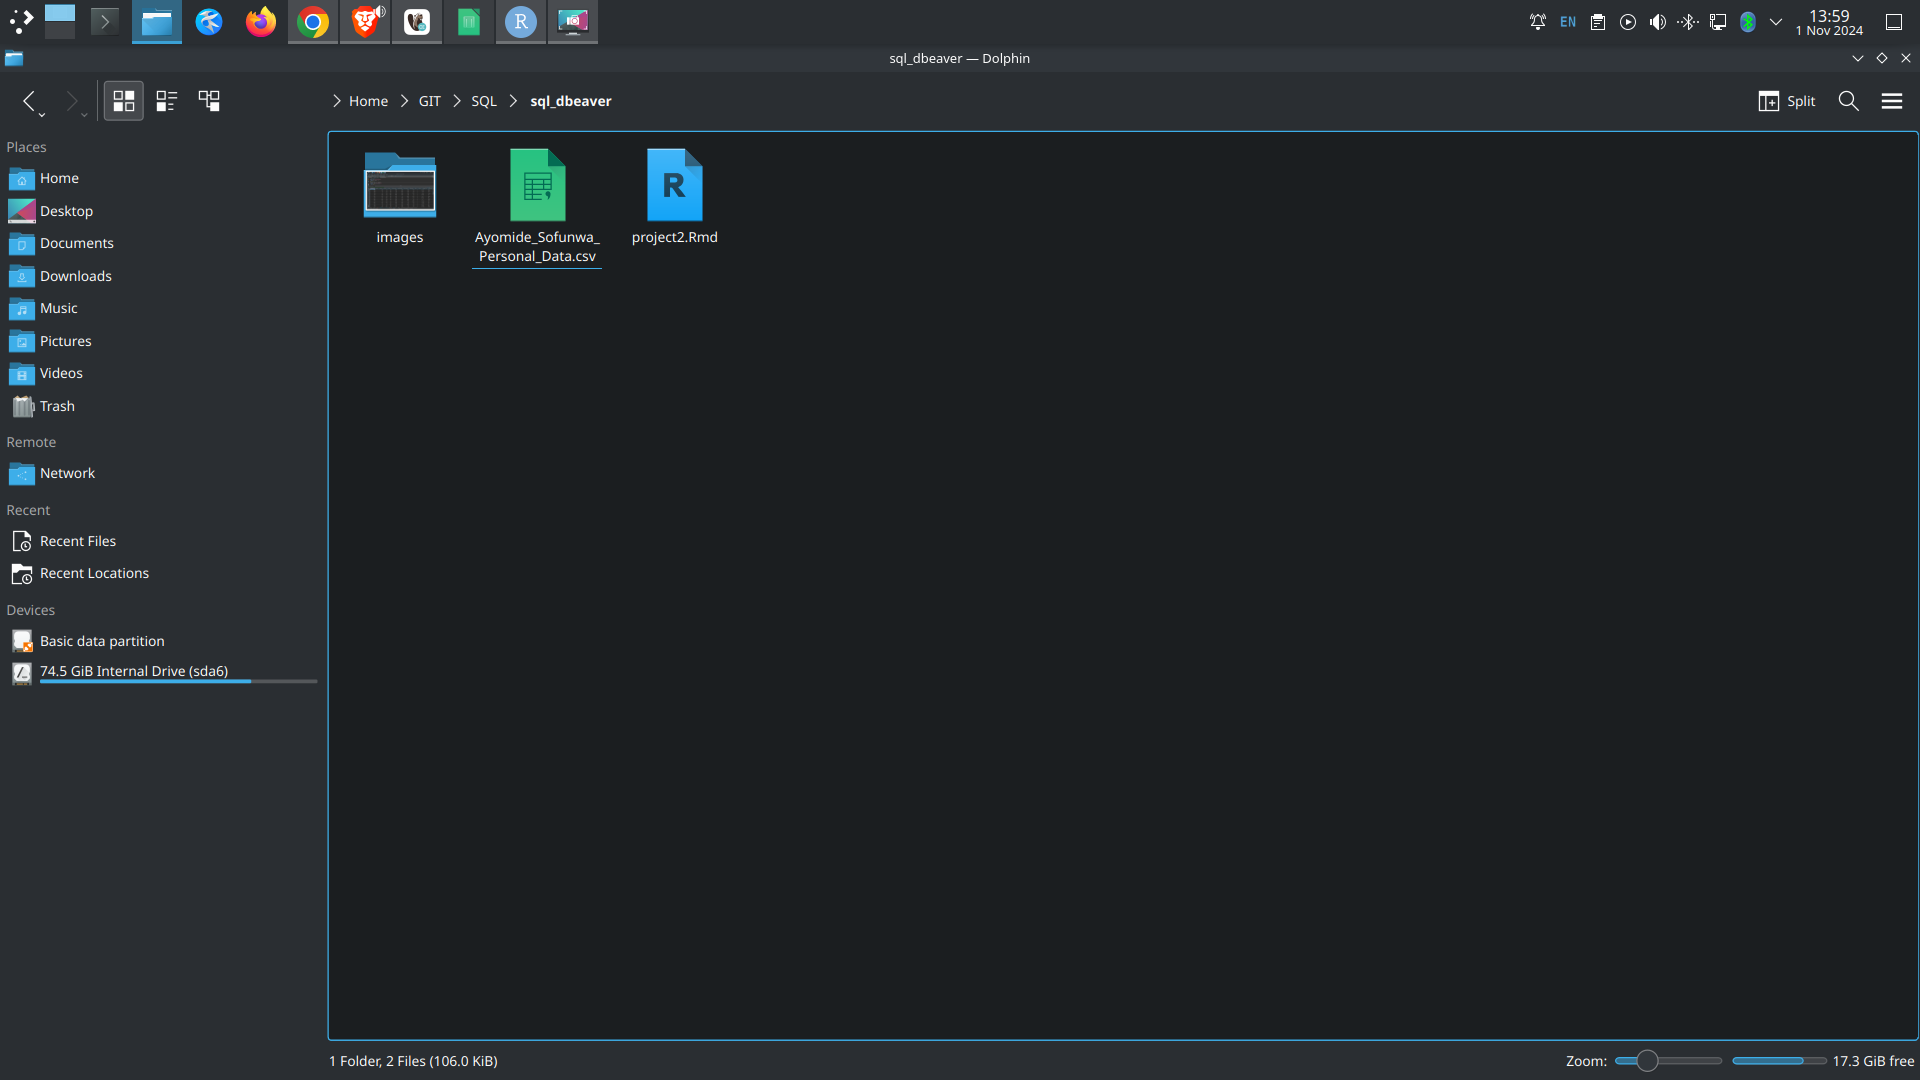 EN
13:59
1 Nov 2024
sql_dbeaver — Dolphin
Home GIT SQL sql_dbeaver
Split
Places
Home
Desktop
Documents
Downloads
Music
Pictures
Videos
Trash
Remote
Network
Recent
Recent Files
Recent Locations
Devices
Basic data partition
74.5 GiB Internal Drive (sda6)
images
Ayomide_Sofunwa_
Personal_Data.csv
R
project2.Rmd
1 Folder, 2 Files (106.0 KiB)
Zoom:
17.3 GiB free